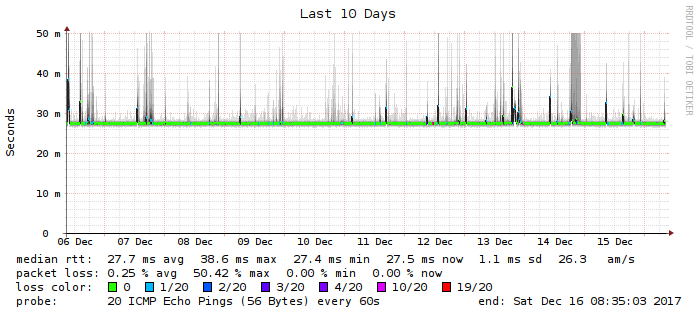 Last 10 Days
RRDTOOL / TOBI OETIKER
Seconds
50 m
40 m
30 m
20 m
10 m
0
06 Dec 07 Dec 08 Dec 09 Dec 10 Dec 11 Dec 12 Dec 13 Dec 14 Dec 15 Dec
median rtt: 27.7 ms avg 38.6 ms max 27.4 ms min 27.5 ms now 1.1 ms sd 26.3 am/s
packet loss: 0.25 % avg 50.42 % max 0.00 % min 0.00 % now
loss color: 0 1/20 2/20 3/20 4/20 10/20 19/20
probe: 20 ICMP Echo Pings (56 Bytes) every 60s end: Sat Dec 16 08:35:03 2017